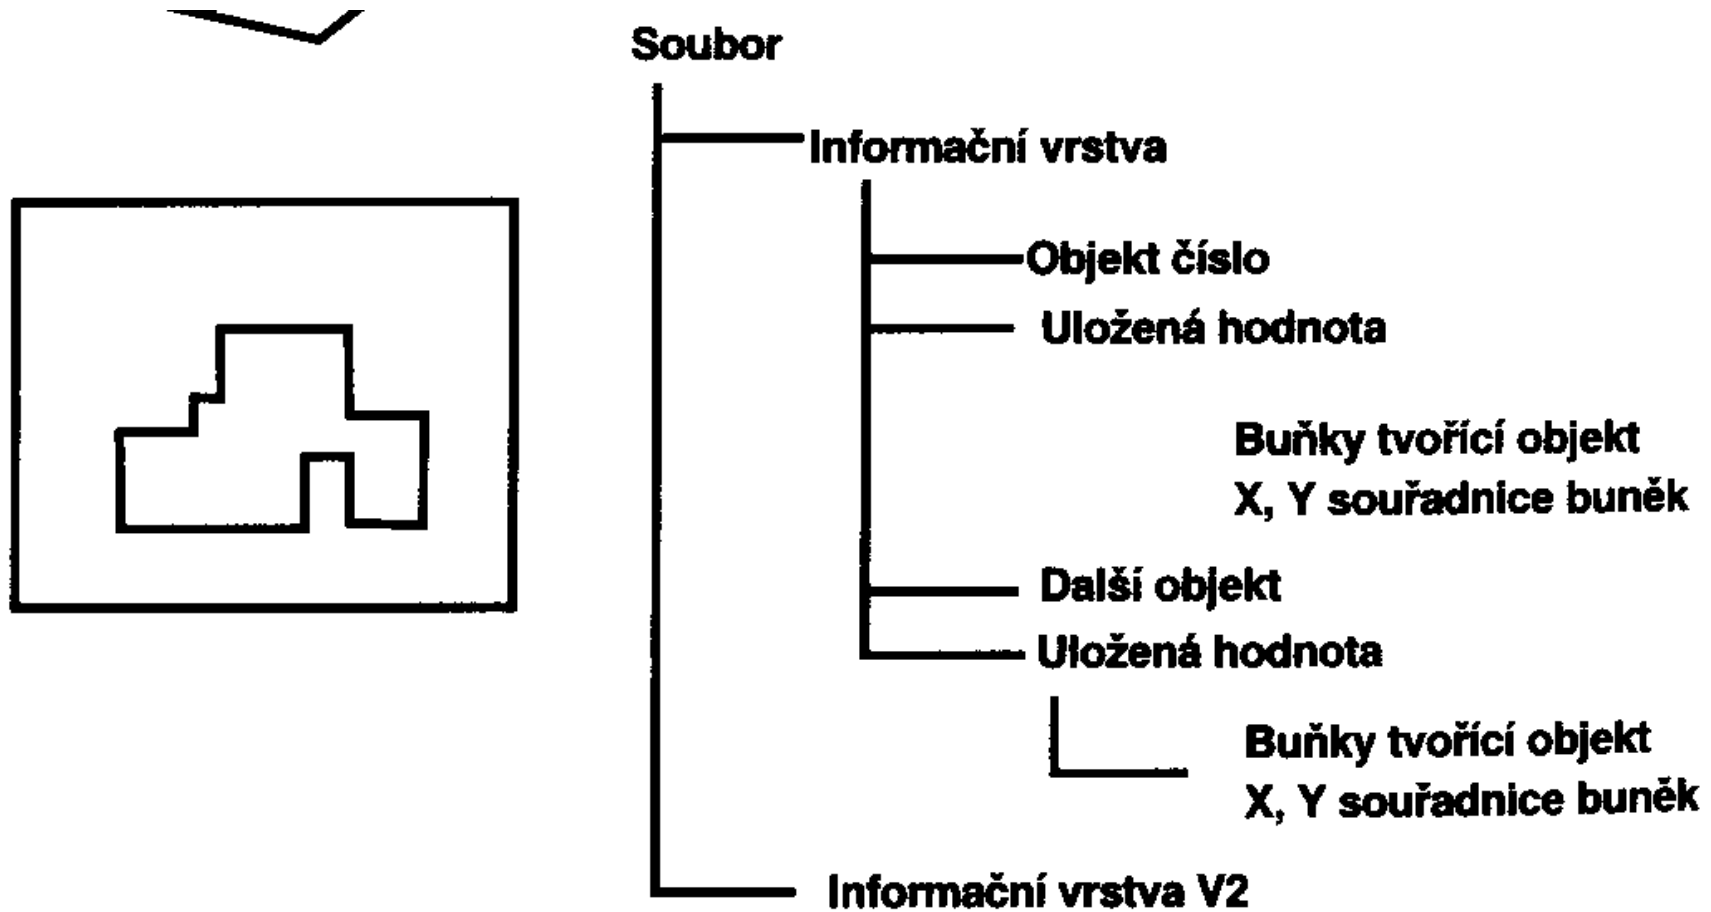 Soubor
Informační vrstva
Objekt číslo
Uložená hodnota
Buňky tvořící objekt
X, Y souřadnice buněk
Další objekt
Uložená hodnota
Buňky tvořící objekt
X, Y souřadnice buněk
Informační vrstva V2